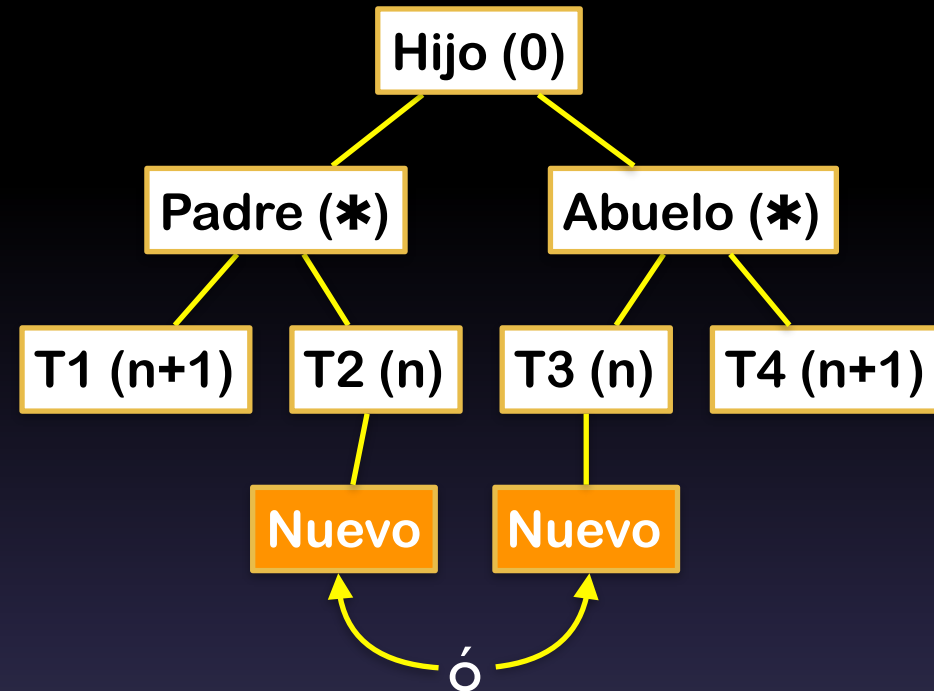 Hijo (0)
Padre (*)
Abuelo (*)
T1 (n+1)
T2 (n)
T3 (n)
T4 (n+1)
Nuevo
Nuevo
ó